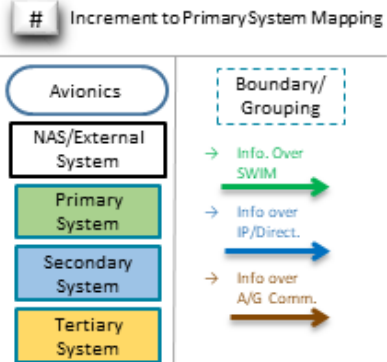 # Increment to Primary System Mapping
Avionics
NAS/External
System
Primary
System
Secondary
System
Tertiary
System
Boundary/
Grouping
→ Info. Over
SWIM
→ Info over
IP/Direct.
→ Info over
A/G Comm.